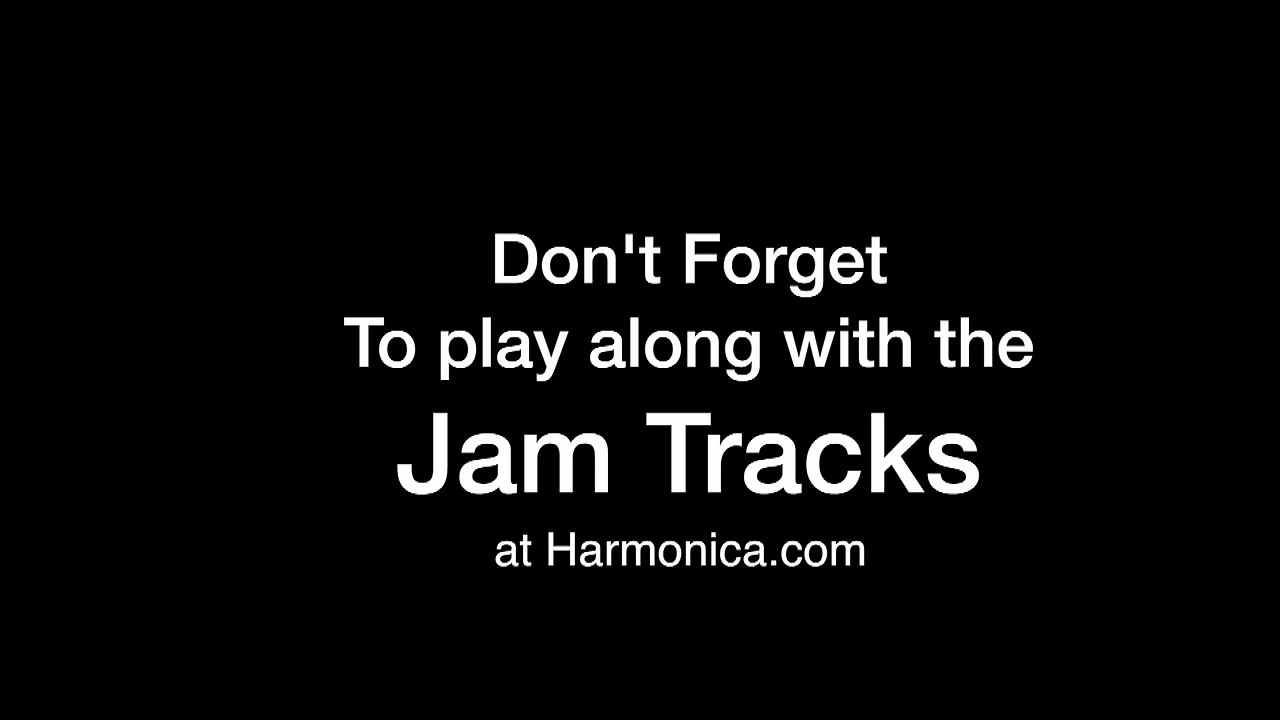 Don't Forget
To play along with the
Jam Tracks
at Harmonica.com